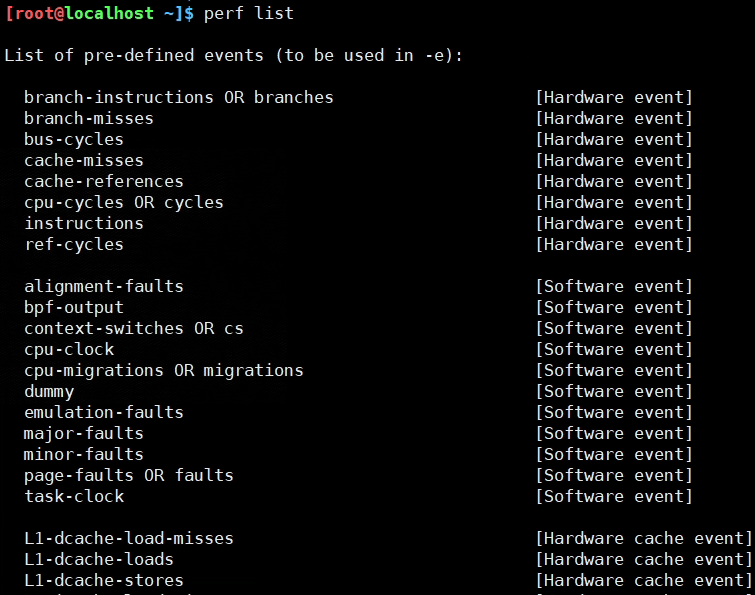 [root@localhost ~]$ perf list
List of pre-defined events (to be used in -e):
branch-instructions OR branches [Hardware event]
branch-misses [Hardware event]
bus-cycles [Hardware event]
cache-misses [Hardware event]
cache-references [Hardware event]
cpu-cycles OR cycles [Hardware event]
instructions [Hardware event]
ref-cycles [Hardware event]
alignment-faults [Software event]
bpf-output [Software event]
context-switches OR cs [Software event]
cpu-clock [Software event]
cpu-migrations OR migrations [Software event]
dummy [Software event]
emulation-faults [Software event]
major-faults [Software event]
minor-faults [Software event]
page-faults OR faults [Software event]
task-clock [Software event]
L1-dcache-load-misses [Hardware cache event]
L1-dcache-loads [Hardware cache event]
L1-dcache-stores [Hardware cache event]